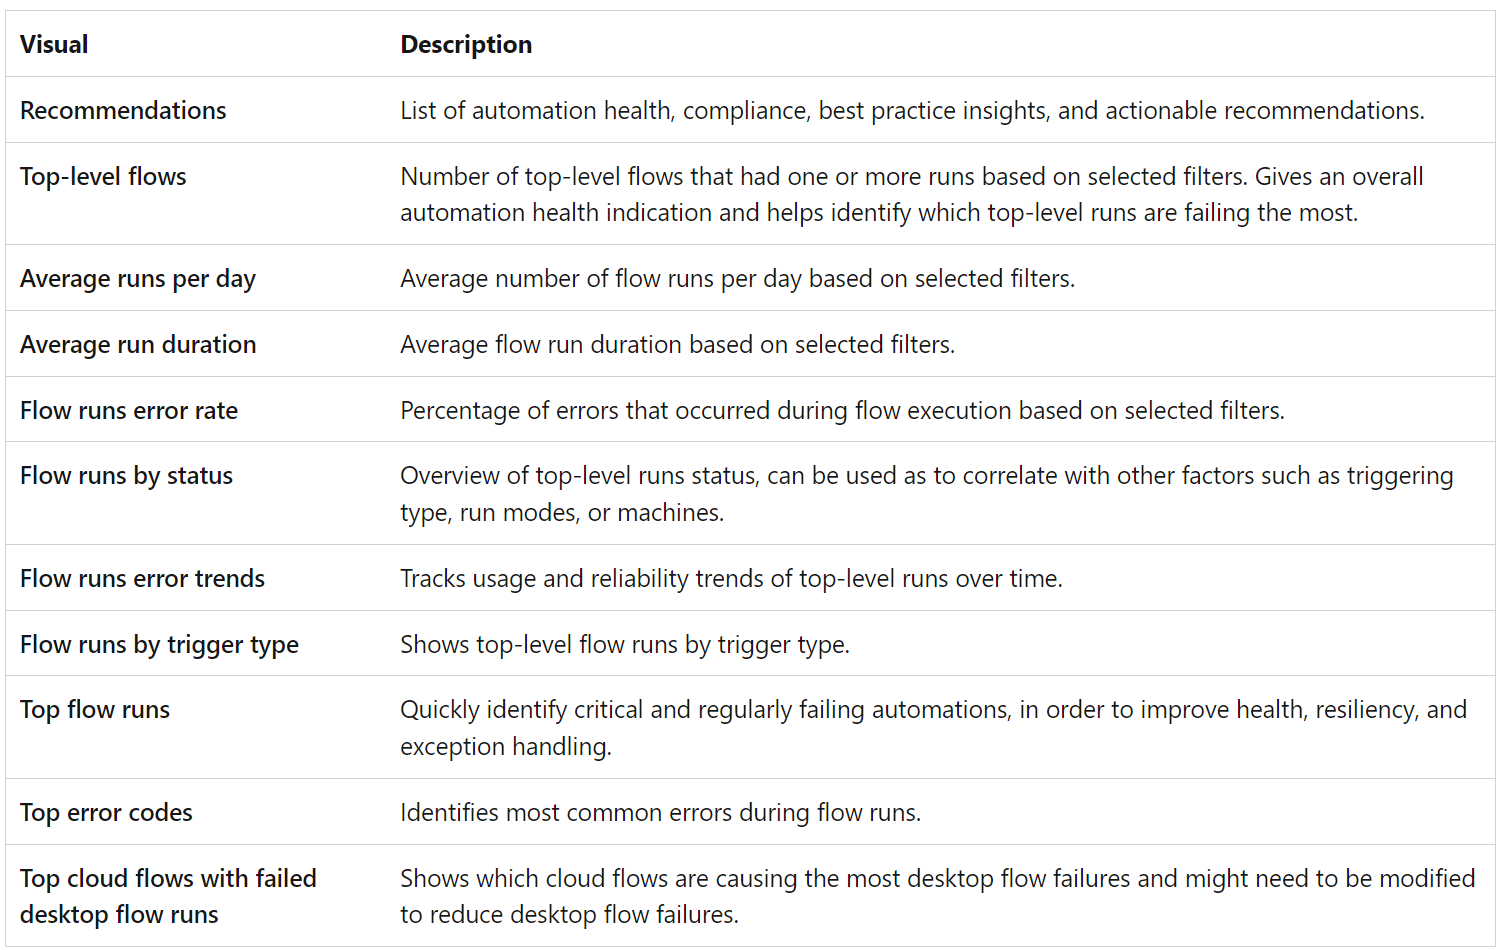 Visual
Description
Recommendations
List of automation health, compliance, best practice insights, and actionable recommendations.
Top-level flows
Number of top-level flows that had one or more runs based on selected filters. Gives an overall
automation health indication and helps identify which top-level runs are failing the most.
Average runs per day
Average number of flow runs per day based on selected filters.
Average run duration
Average flow run duration based on selected filters.
Flow runs error rate
Percentage of errors that occurred during flow execution based on selected filters.
Flow runs by status
Overview of top-level runs status, can be used as to correlate with other factors such as triggering
type, run modes, or machines.
Flow runs error trends
Tracks usage and reliability trends of top-level runs over time.
Flow runs by trigger type
Shows top-level flow runs by trigger type.
Top flow runs
Quickly identify critical and regularly failing automations, in order to improve health, resiliency, and
exception handling.
Top error codes
Identifies most common errors during flow runs.
Top cloud flows with failed
desktop flow runs
Shows which cloud flows are causing the most desktop flow failures and might need to be modified
to reduce desktop flow failures.